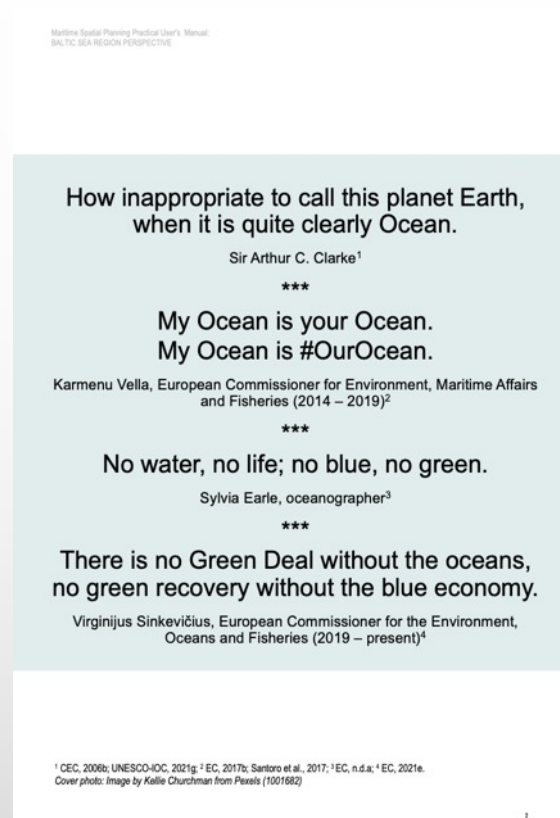 Maritime Spatial Planning Practical User's Manual:
BALTIC SEA REGION PERSPECTIVE
How inappropriate to call this planet Earth,
when it is quite clearly Ocean.
Sir Arthur C. Clarke¹
***
My Ocean is your Ocean.
My Ocean is #OurOcean.
Karmenu Vella, European Commissioner for Environment, Maritime Affairs
and Fisheries (2014 – 2019)²
***
No water, no life; no blue, no green.
Sylvia Earle, oceanographer³
***
There is no Green Deal without the oceans,
no green recovery without the blue economy.
Virginijus Sinkevičius, European Commissioner for the Environment,
Oceans and Fisheries (2019 – present)⁴
¹ CEC, 2006b; UNESCO-IOC, 2021g; ² EC, 2017b; Santoro et al., 2017; ³ EC, n.d.a; ⁴ EC, 2021e.
Cover photo: Image by Kellie Churchman from Pexels (1001682)